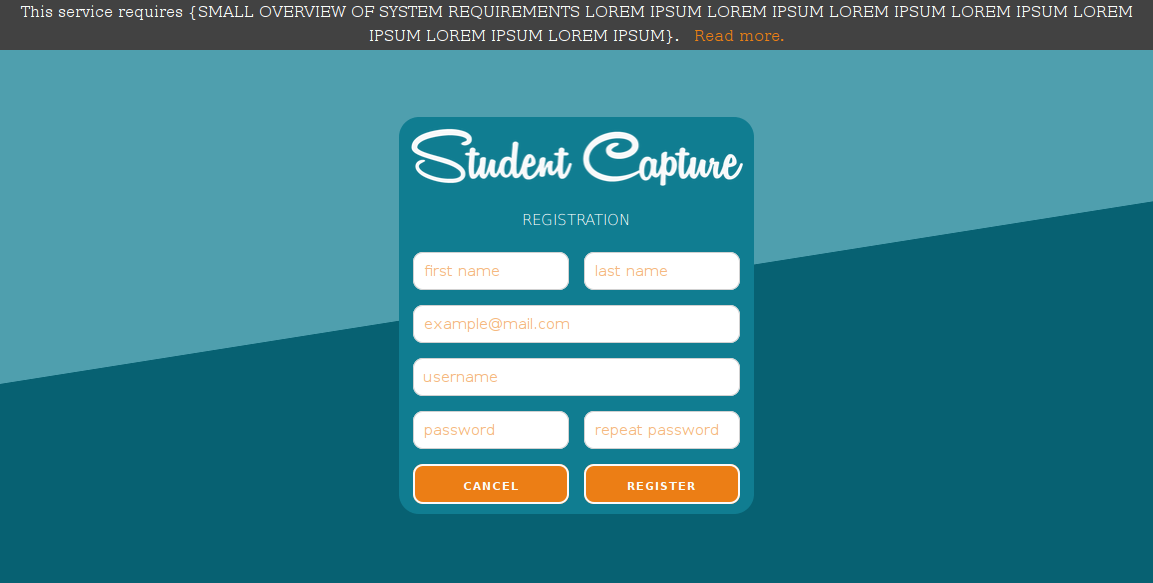 This service requires {SMALL OVERVIEW OF SYSTEM REQUIREMENTS LOREM IPSUM LOREM IPSUM LOREM IPSUM LOREM IPSUM LOREM
IPSUM LOREM IPSUM LOREM IPSUM}. Read more.
Student Capture
REGISTRATION
first name last name
example@mail.com
username
password repeat password
CANCEL REGISTER